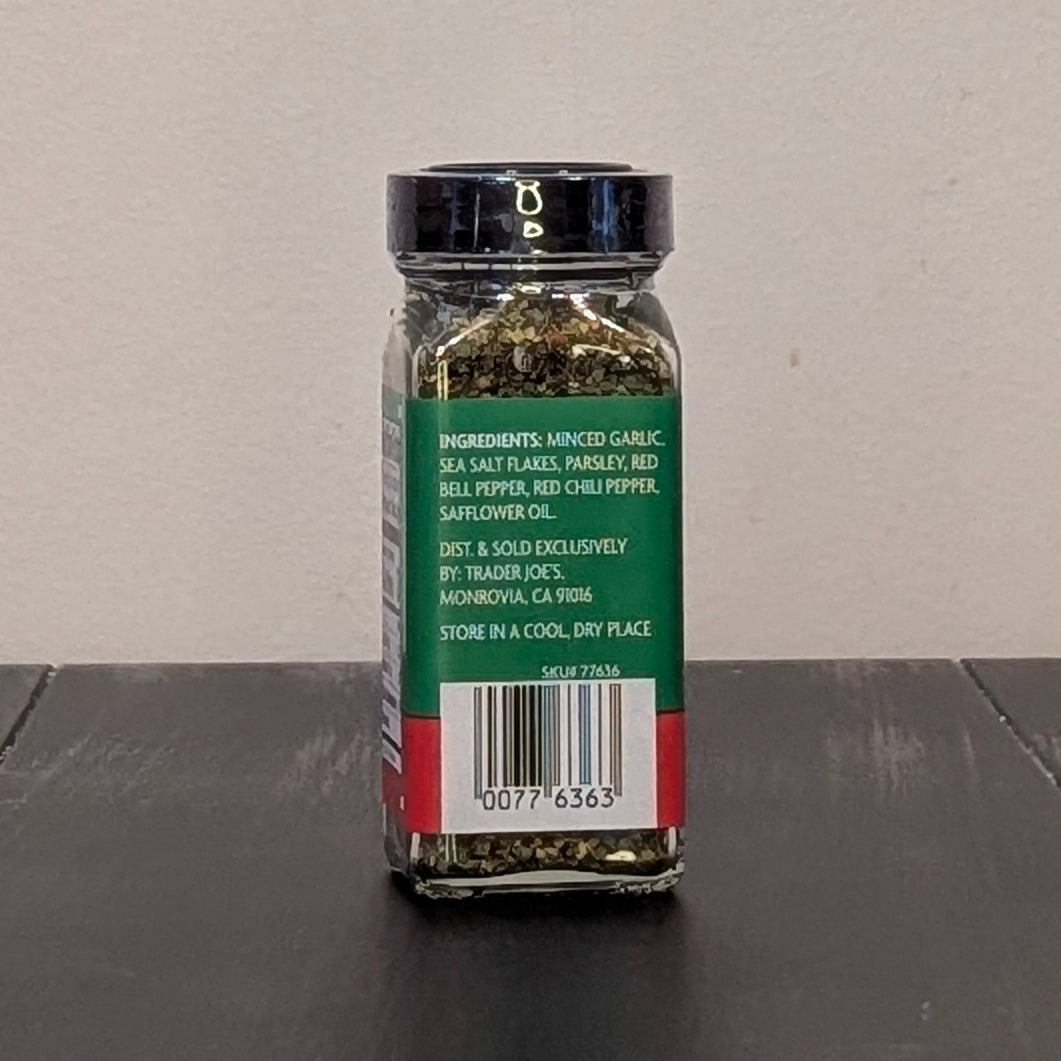 INGREDIENTS: MINCED GARLIC,
SEA SALT FLAKES, PARSLEY, RED
BELL PEPPER, RED CHILI PEPPER,
SAFFLOWER OIL.
DIST. & SOLD EXCLUSIVELY
BY: TRADER JOE'S,
MONROVIA, CA 91016
STORE IN A COOL, DRY PLACE
SKU# 77636
0077 6363